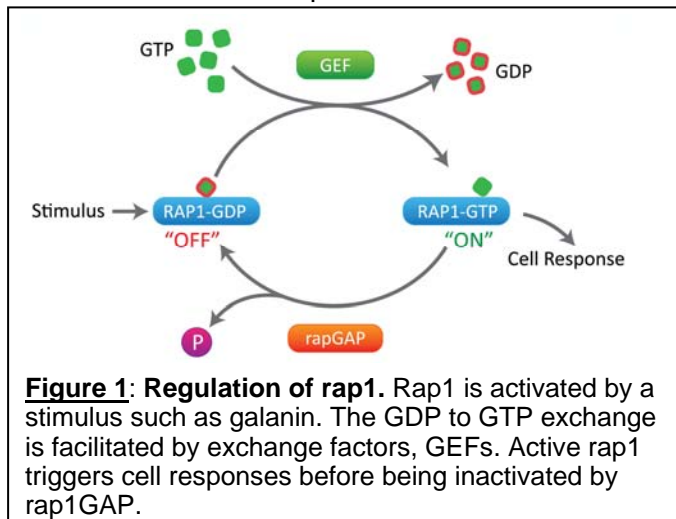 GTP
GEF
GDP
Stimulus
RAP1-GDP
"OFF"
RAP1-GTP
"ON"
Cell Response
P
rapGAP
Figure 1: Regulation of rap1. Rap1 is activated by a
stimulus such as galanin. The GDP to GTP exchange
is facilitated by exchange factors, GEFs. Active rap1
triggers cell responses before being inactivated by
rap1GAP.